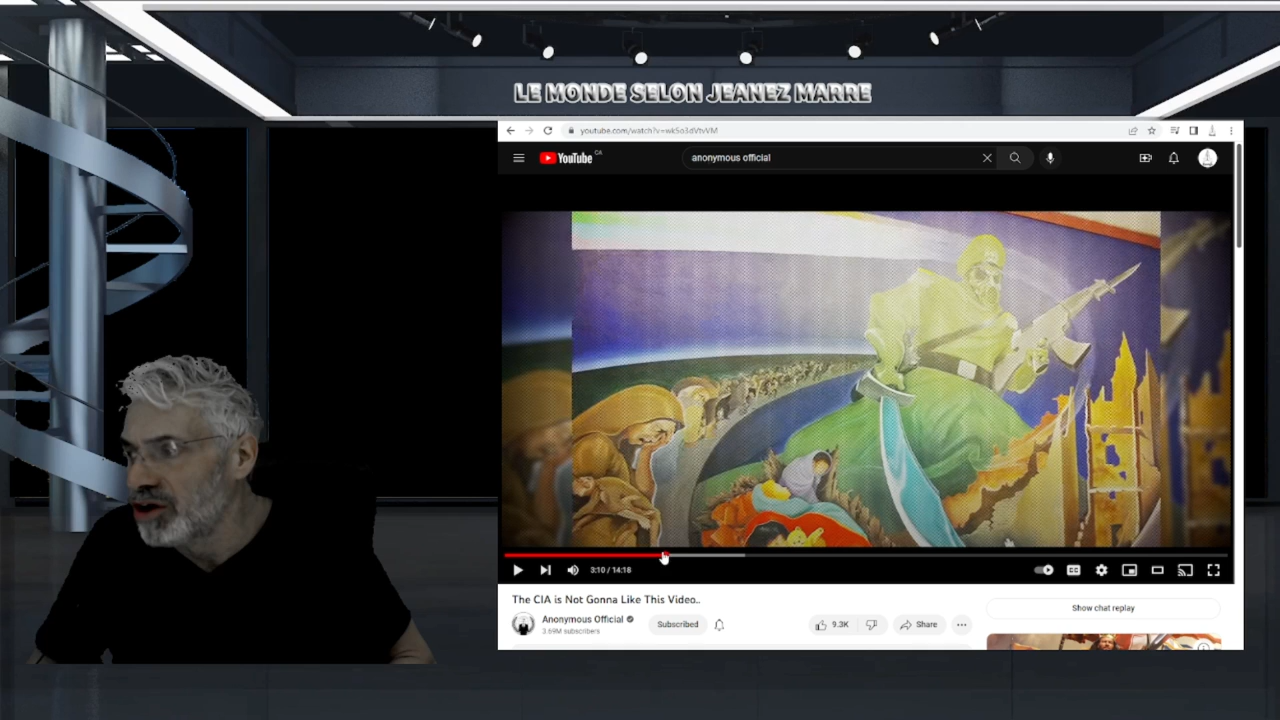 LE MONDE SELON JEANEZ MARRE
youtube.com/watch?v=wkSo3dVtvVM
YouTube CA
anonymous official
3:10 / 14:18
CC
The CIA is Not Gonna Like This Video..
Anonymous Official
3.69M subscribers
Subscribed
9.3K
Share
Show chat replay